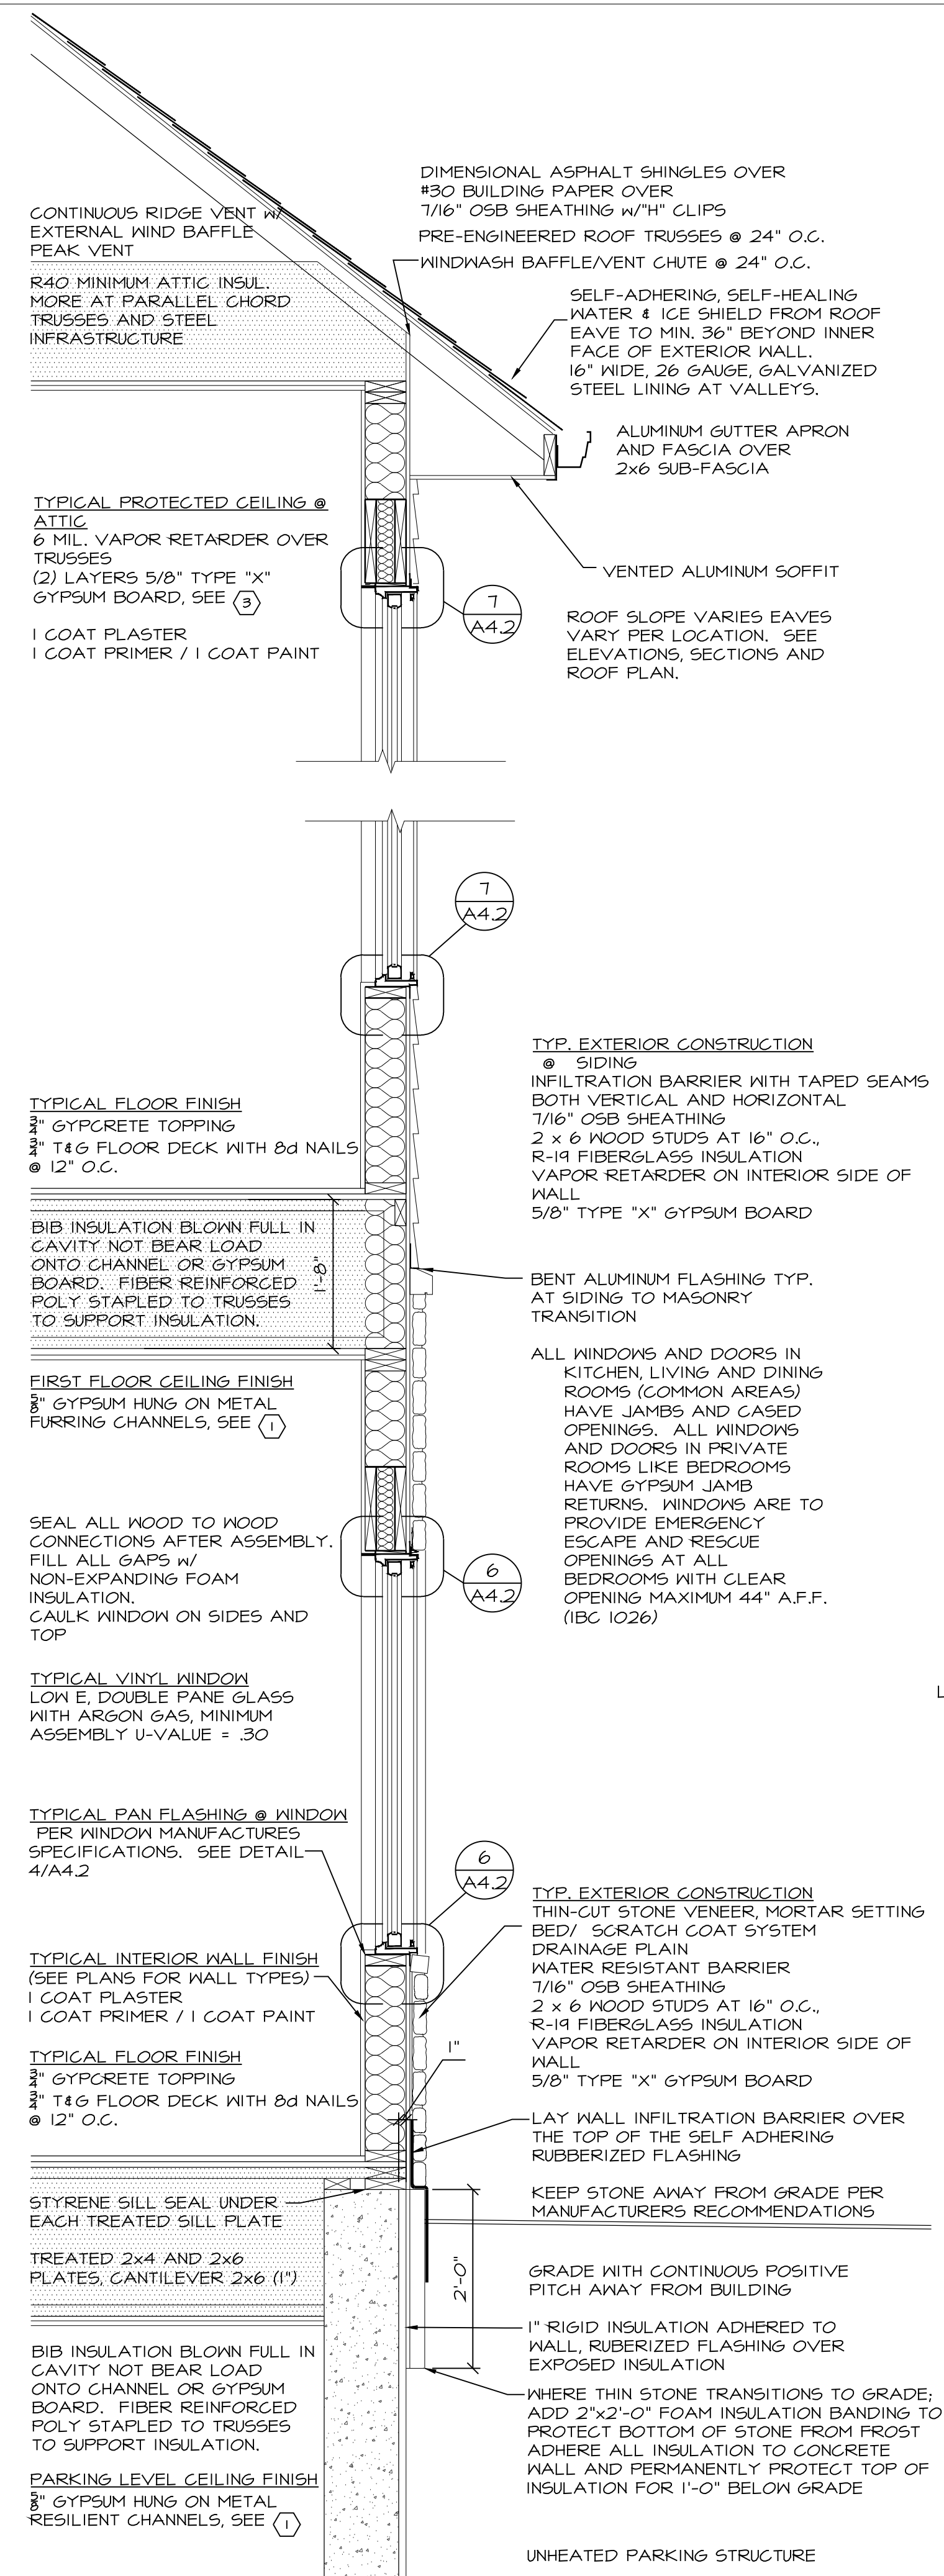 DIMENSIONAL ASPHALT SHINGLES OVER
#30 BUILDING PAPER OVER
7/16" OSB SHEATHING w/"H" CLIPS
PRE-ENGINEERED ROOF TRUSSES @ 24" O.C.
WINDWASH BAFFLE/VENT CHUTE @ 24" O.C.
CONTINUOUS RIDGE VENT w/
EXTERNAL WIND BAFFLE
PEAK VENT
R40 MINIMUM ATTIC INSUL.
MORE AT PARALLEL CHORD
TRUSSES AND STEEL
INFRASTRUCTURE
SELF-ADHERING, SELF-HEALING
WATER & ICE SHIELD FROM ROOF
EAVE TO MIN. 36" BEYOND INNER
FACE OF EXTERIOR WALL.
16" WIDE, 26 GAUGE, GALVANIZED
STEEL LINING AT VALLEYS.
ALUMINUM GUTTER APRON
AND FASCIA OVER
2x6 SUB-FASCIA
TYPICAL PROTECTED CEILING @
ATTIC
6 MIL. VAPOR RETARDER OVER
TRUSSES
(2) LAYERS 5/8" TYPE "X"
GYPSUM BOARD, SEE 3
1 COAT PLASTER
1 COAT PRIMER / 1 COAT PAINT
VENTED ALUMINUM SOFFIT
7
A4.2
ROOF SLOPE VARIES EAVES
VARY PER LOCATION. SEE
ELEVATIONS, SECTIONS AND
ROOF PLAN.
7
A4.2
TYP. EXTERIOR CONSTRUCTION
@ SIDING
INFILTRATION BARRIER WITH TAPED SEAMS
BOTH VERTICAL AND HORIZONTAL
7/16" OSB SHEATHING
2 x 6 WOOD STUDS AT 16" O.C.,
R-19 FIBERGLASS INSULATION
VAPOR RETARDER ON INTERIOR SIDE OF
WALL
5/8" TYPE "X" GYPSUM BOARD
TYPICAL FLOOR FINISH
3/4" GYPCRETE TOPPING
3/4" T&G FLOOR DECK WITH 8d NAILS
@ 12" O.C.
BIB INSULATION BLOWN FULL IN
CAVITY NOT BEAR LOAD
ONTO CHANNEL OR GYPSUM
BOARD. FIBER REINFORCED
POLY STAPLED TO TRUSSES
TO SUPPORT INSULATION.
1'-8"
BENT ALUMINUM FLASHING TYP.
AT SIDING TO MASONRY
TRANSITION
FIRST FLOOR CEILING FINISH
5/8" GYPSUM HUNG ON METAL
FURRING CHANNELS, SEE 1
ALL WINDOWS AND DOORS IN
KITCHEN, LIVING AND DINING
ROOMS (COMMON AREAS)
HAVE JAMBS AND CASED
OPENINGS. ALL WINDOWS
AND DOORS IN PRIVATE
ROOMS LIKE BEDROOMS
HAVE GYPSUM JAMB
RETURNS. WINDOWS ARE TO
PROVIDE EMERGENCY
ESCAPE AND RESCUE
OPENINGS AT ALL
BEDROOMS WITH CLEAR
OPENING MAXIMUM 44" A.F.F.
(IBC 1026)
SEAL ALL WOOD TO WOOD
CONNECTIONS AFTER ASSEMBLY.
FILL ALL GAPS w/
NON-EXPANDING FOAM
INSULATION.
CAULK WINDOW ON SIDES AND
TOP
6
A4.2
TYPICAL VINYL WINDOW
LOW E, DOUBLE PANE GLASS
WITH ARGON GAS, MINIMUM
ASSEMBLY U-VALUE = .30
L
TYPICAL PAN FLASHING @ WINDOW
PER WINDOW MANUFACTURES
SPECIFICATIONS. SEE DETAIL
4/A4.2
6
A4.2
TYP. EXTERIOR CONSTRUCTION
THIN-CUT STONE VENEER, MORTAR SETTING
BED/ SCRATCH COAT SYSTEM
DRAINAGE PLAIN
WATER RESISTANT BARRIER
7/16" OSB SHEATHING
2 x 6 WOOD STUDS AT 16" O.C.,
R-19 FIBERGLASS INSULATION
VAPOR RETARDER ON INTERIOR SIDE OF
WALL
5/8" TYPE "X" GYPSUM BOARD
TYPICAL INTERIOR WALL FINISH
(SEE PLANS FOR WALL TYPES)
1 COAT PLASTER
1 COAT PRIMER / 1 COAT PAINT
TYPICAL FLOOR FINISH
3/4" GYPCRETE TOPPING
3/4" T&G FLOOR DECK WITH 8d NAILS
@ 12" O.C.
1"
LAY WALL INFILTRATION BARRIER OVER
THE TOP OF THE SELF ADHERING
RUBBERIZED FLASHING
KEEP STONE AWAY FROM GRADE PER
MANUFACTURERS RECOMMENDATIONS
STYRENE SILL SEAL UNDER
EACH TREATED SILL PLATE
TREATED 2x4 AND 2x6
PLATES, CANTILEVER 2x6 (1")
2'-0"
GRADE WITH CONTINUOUS POSITIVE
PITCH AWAY FROM BUILDING
1" RIGID INSULATION ADHERED TO
WALL, RUBERIZED FLASHING OVER
EXPOSED INSULATION
BIB INSULATION BLOWN FULL IN
CAVITY NOT BEAR LOAD
ONTO CHANNEL OR GYPSUM
BOARD. FIBER REINFORCED
POLY STAPLED TO TRUSSES
TO SUPPORT INSULATION.
WHERE THIN STONE TRANSITIONS TO GRADE;
ADD 2"x2'-0" FOAM INSULATION BANDING TO
PROTECT BOTTOM OF STONE FROM FROST
ADHERE ALL INSULATION TO CONCRETE
WALL AND PERMANENTLY PROTECT TOP OF
INSULATION FOR 1'-0" BELOW GRADE
PARKING LEVEL CEILING FINISH
5/8" GYPSUM HUNG ON METAL
RESILIENT CHANNELS, SEE 1
UNHEATED PARKING STRUCTURE